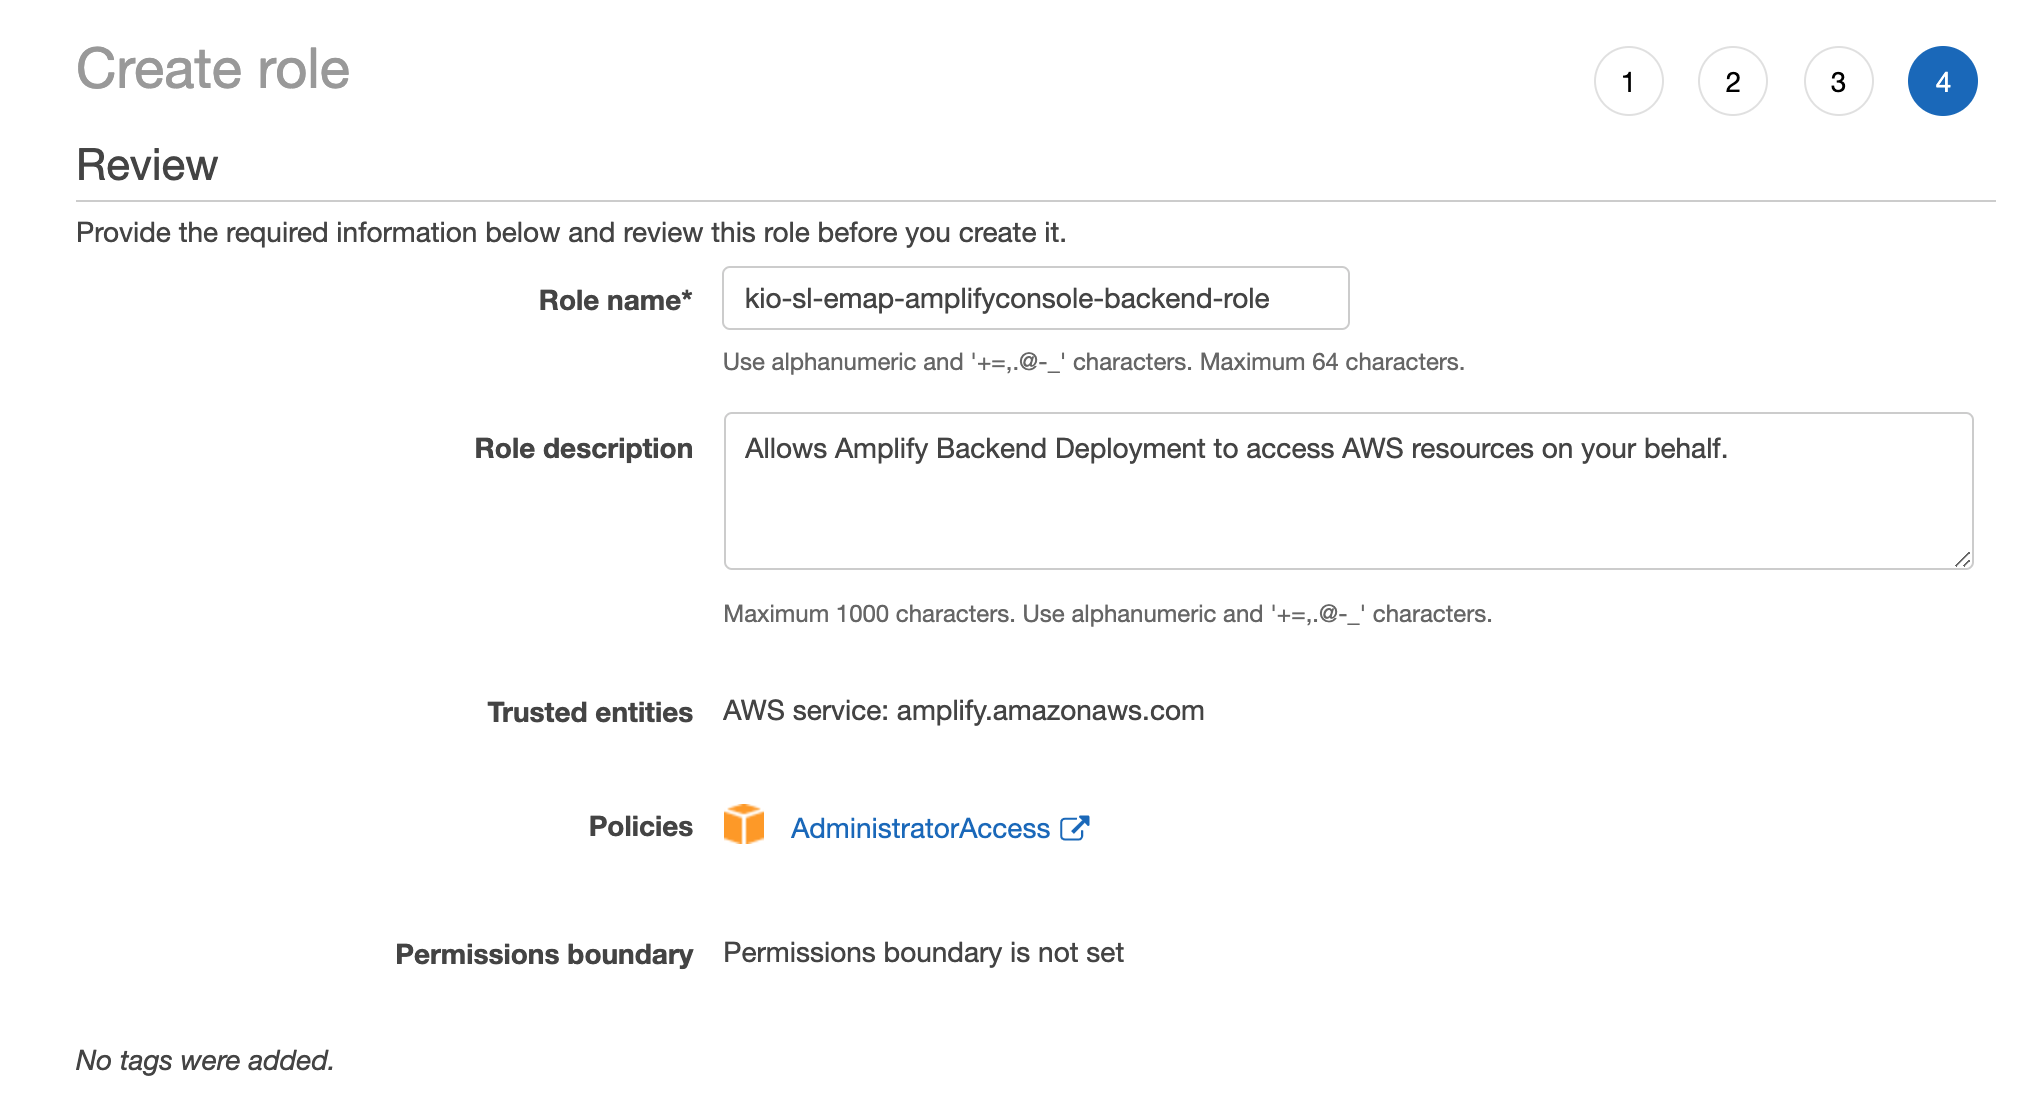 Create role
1 2 3 4
Review
Provide the required information below and review this role before you create it.
Role name* kio-sl-emap-amplifyconsole-backend-role
Use alphanumeric and '+=,.@-_' characters. Maximum 64 characters.
Role description Allows Amplify Backend Deployment to access AWS resources on your behalf.
Maximum 1000 characters. Use alphanumeric and '+=,.@-_' characters.
Trusted entities AWS service: amplify.amazonaws.com
Policies AdministratorAccess
Permissions boundary Permissions boundary is not set
No tags were added.